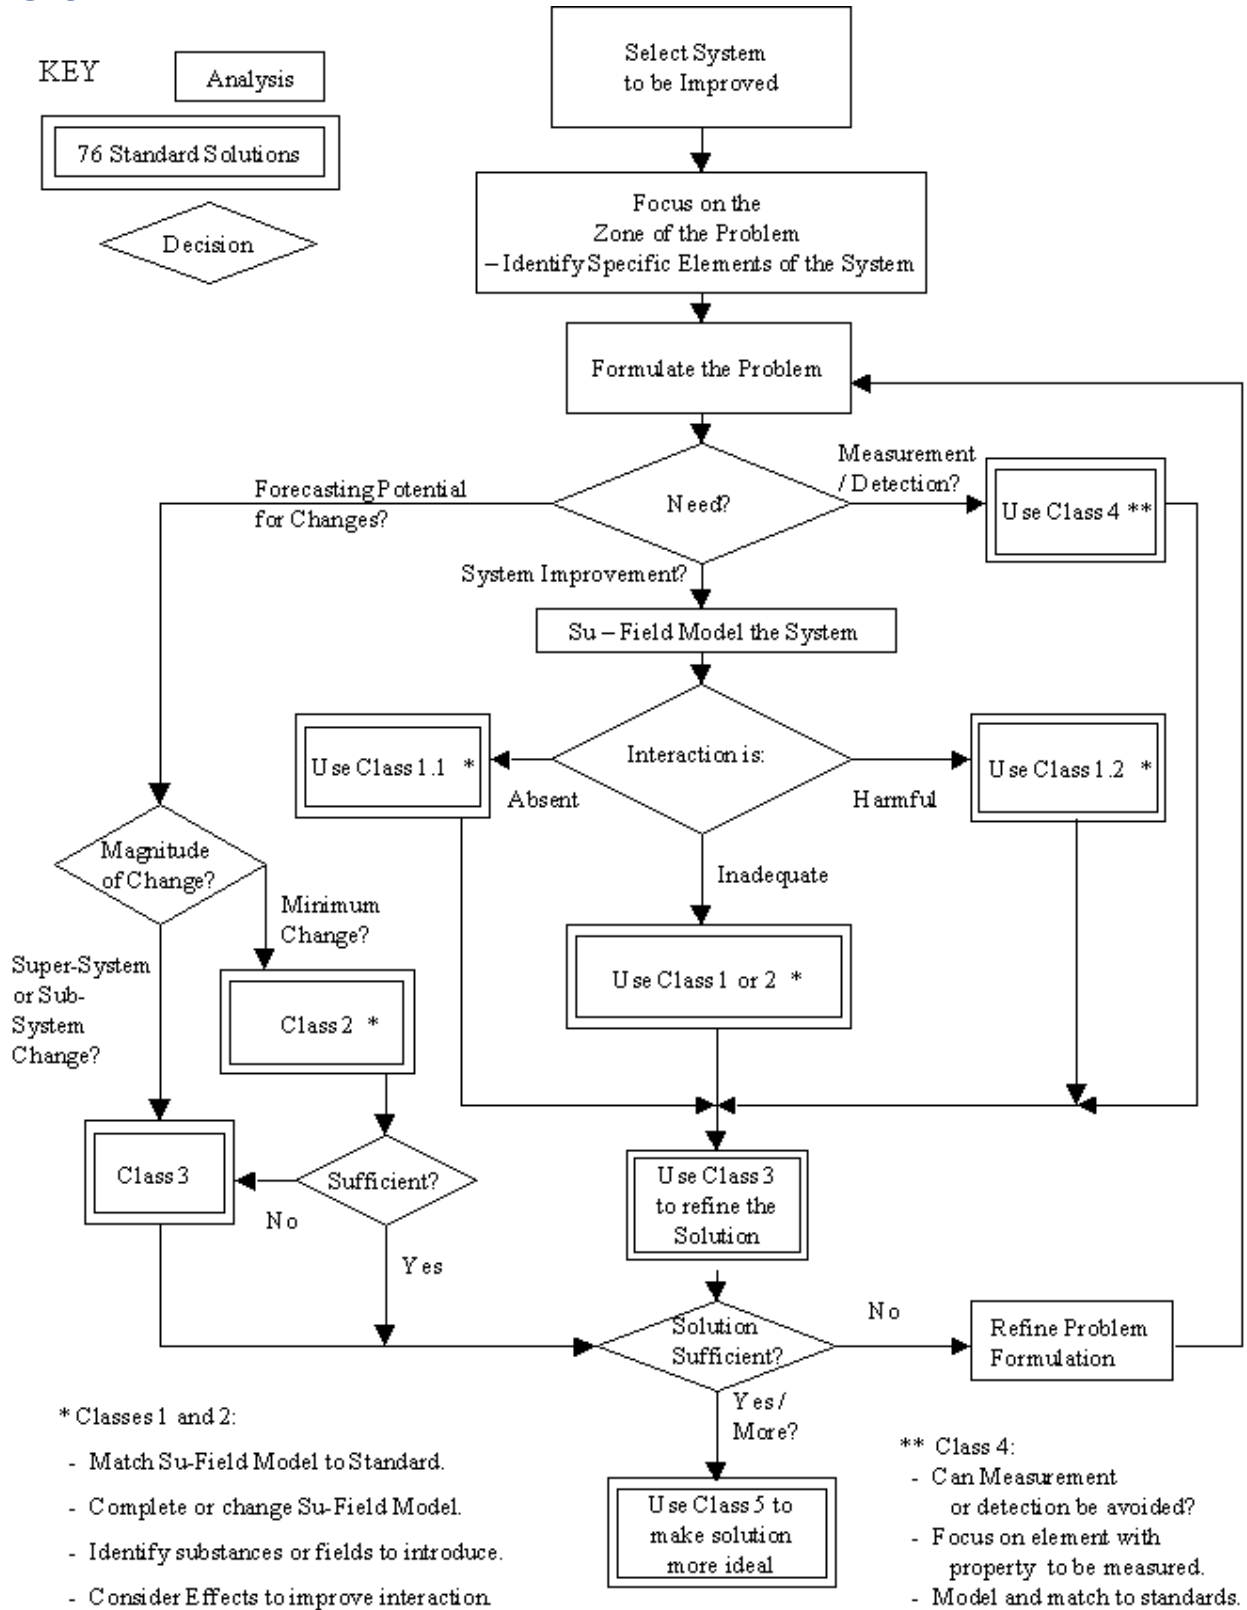 Select System
to be Improved
KEY
Analysis
76 Standard Solutions
Decision
Focus on the
Zone of the Problem
– Identify Specific Elements of the System
Formulate the Problem
Measurement
/ Detection?
Forecasting Potential
for Changes?
Need?
Use Class 4 **
System Improvement?
Su – Field Model the System
Interaction is:
Use Class 1.1 *
Use Class 1.2 *
Absent
Harmful
Magnitude
of Change?
Inadequate
Minimum
Change?
Super-System
or Sub-
System
Change?
Use Class 1 or 2 *
Class 2 *
Class 3
Sufficient?
Use Class 3
to refine the
Solution
No
Yes
No
Solution
Sufficient?
Refine Problem
Formulation
Yes /
More?
* Classes 1 and 2:
- Match Su-Field Model to Standard.
- Complete or change Su-Field Model.
- Identify substances or fields to introduce.
- Consider Effects to improve interaction
Use Class 5 to
make solution
more ideal
** Class 4:
- Can Measurement
or detection be avoided?
- Focus on element with
property to be measured.
- Model and match to standards.